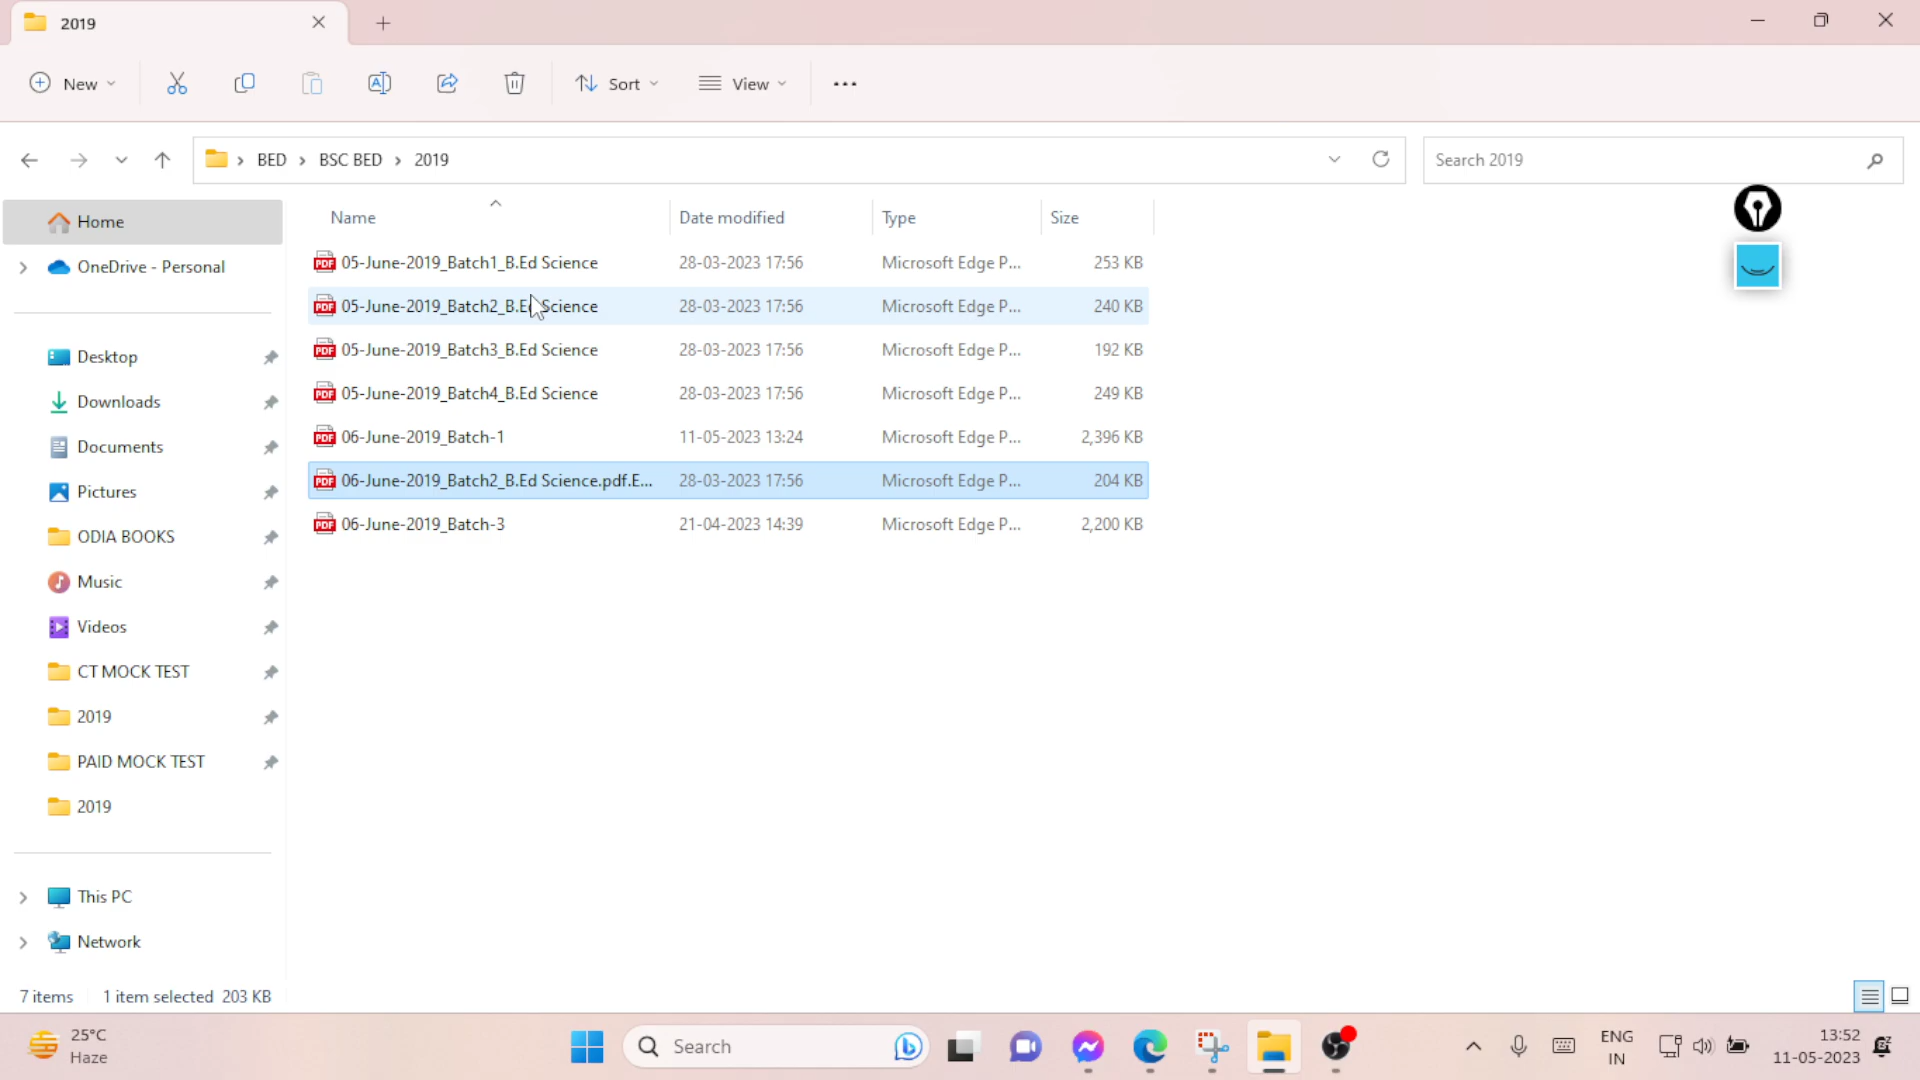 2019
New
Sort
View
BED > BSC BED > 2019
Search 2019
Home
OneDrive - Personal
Desktop
Downloads
Documents
Pictures
ODIA BOOKS
Music
Videos
CT MOCK TEST
2019
PAID MOCK TEST
2019
This PC
Network
Name Date modified Type Size
05-June-2019_Batch1_B.Ed Science 28-03-2023 17:56 Microsoft Edge P... 253 KB
05-June-2019_Batch2_B.Ed Science 28-03-2023 17:56 Microsoft Edge P... 240 KB
05-June-2019_Batch3_B.Ed Science 28-03-2023 17:56 Microsoft Edge P... 192 KB
05-June-2019_Batch4_B.Ed Science 28-03-2023 17:56 Microsoft Edge P... 249 KB
06-June-2019_Batch-1 11-05-2023 13:24 Microsoft Edge P... 2,396 KB
06-June-2019_Batch2_B.Ed Science.pdf.E... 28-03-2023 17:56 Microsoft Edge P... 204 KB
06-June-2019_Batch-3 21-04-2023 14:39 Microsoft Edge P... 2,200 KB
7 items 1 item selected 203 KB
25°C
Haze
Search
ENG
IN
13:52
11-05-2023